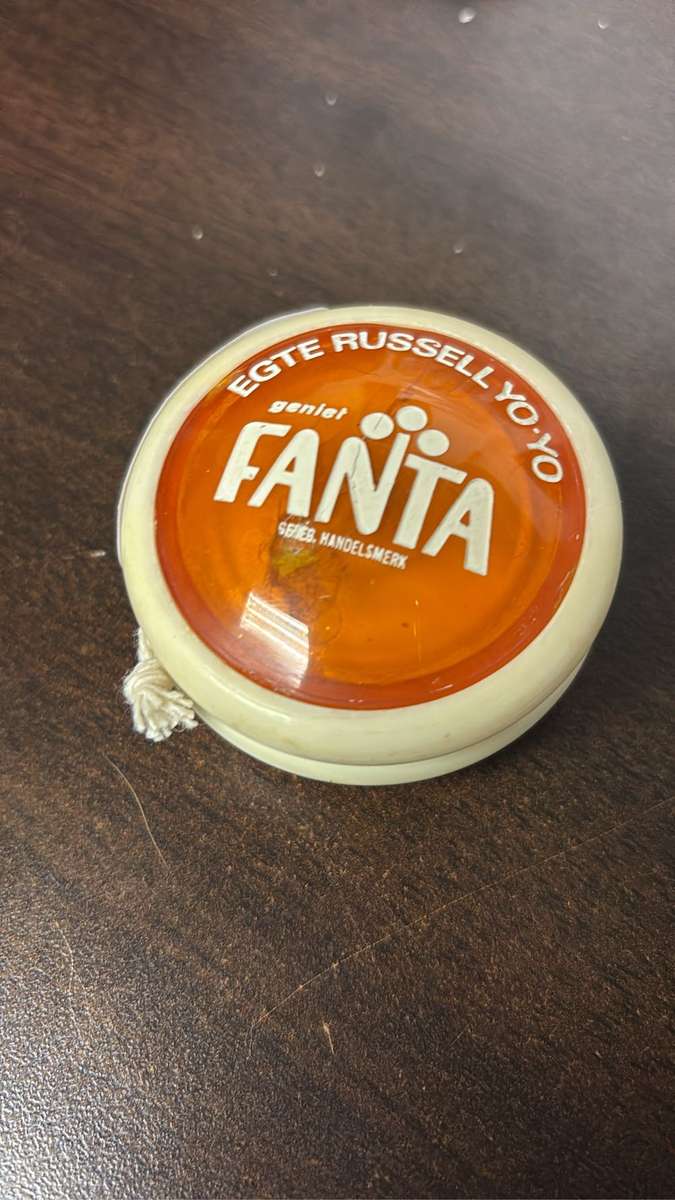 EGTE RUSSELL YO-YO
geniet
FANTA
GEREG. HANDELSMERK